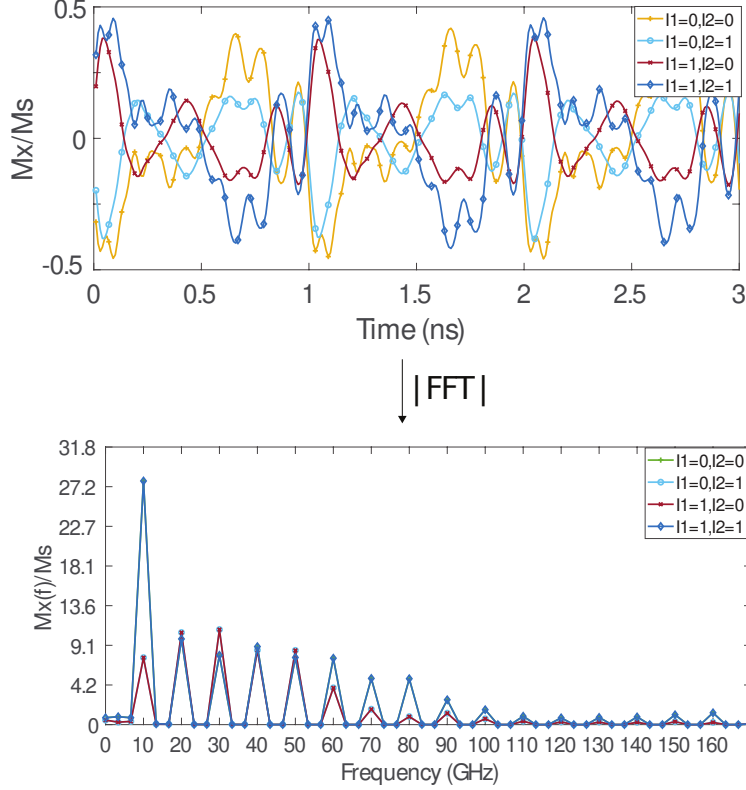 0.5
0
-0.5
Mx/Ms
I1=0,I2=0
I1=0,I2=1
I1=1,I2=0
I1=1,I2=1
0 0.5 1 1.5 2 2.5 3
Time (ns)
|FFT|
31.8
27.2
22.7
18.1
13.6
9.1
4.2
0
Mx(f)/Ms
I1=0,I2=0
I1=0,I2=1
I1=1,I2=0
I1=1,I2=1
0 10 20 30 40 50 60 70 80 90 100 110 120 130 140 150 160
Frequency (GHz)